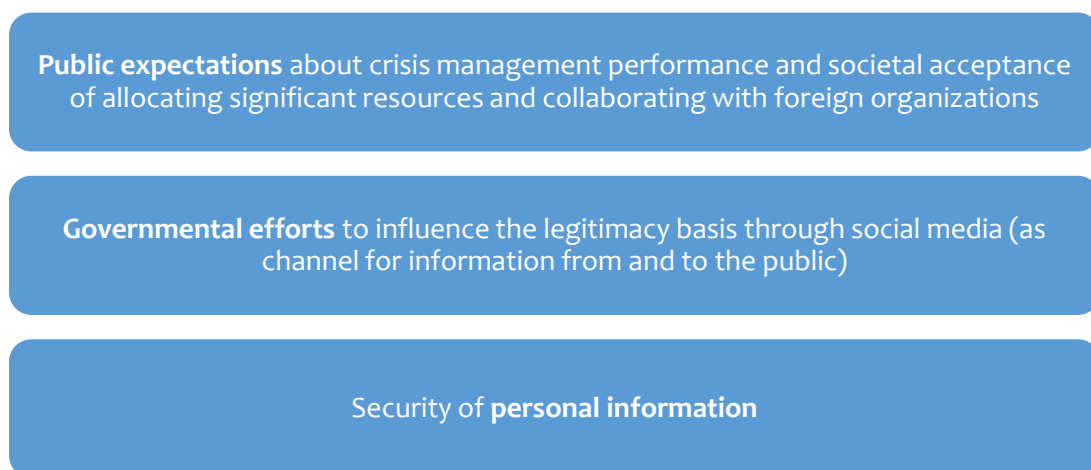 Public expectations about crisis management performance and societal acceptance
of allocating significant resources and collaborating with foreign organizations
Governmental efforts to influence the legitimacy basis through social media (as
channel for information from and to the public)
Security of personal information